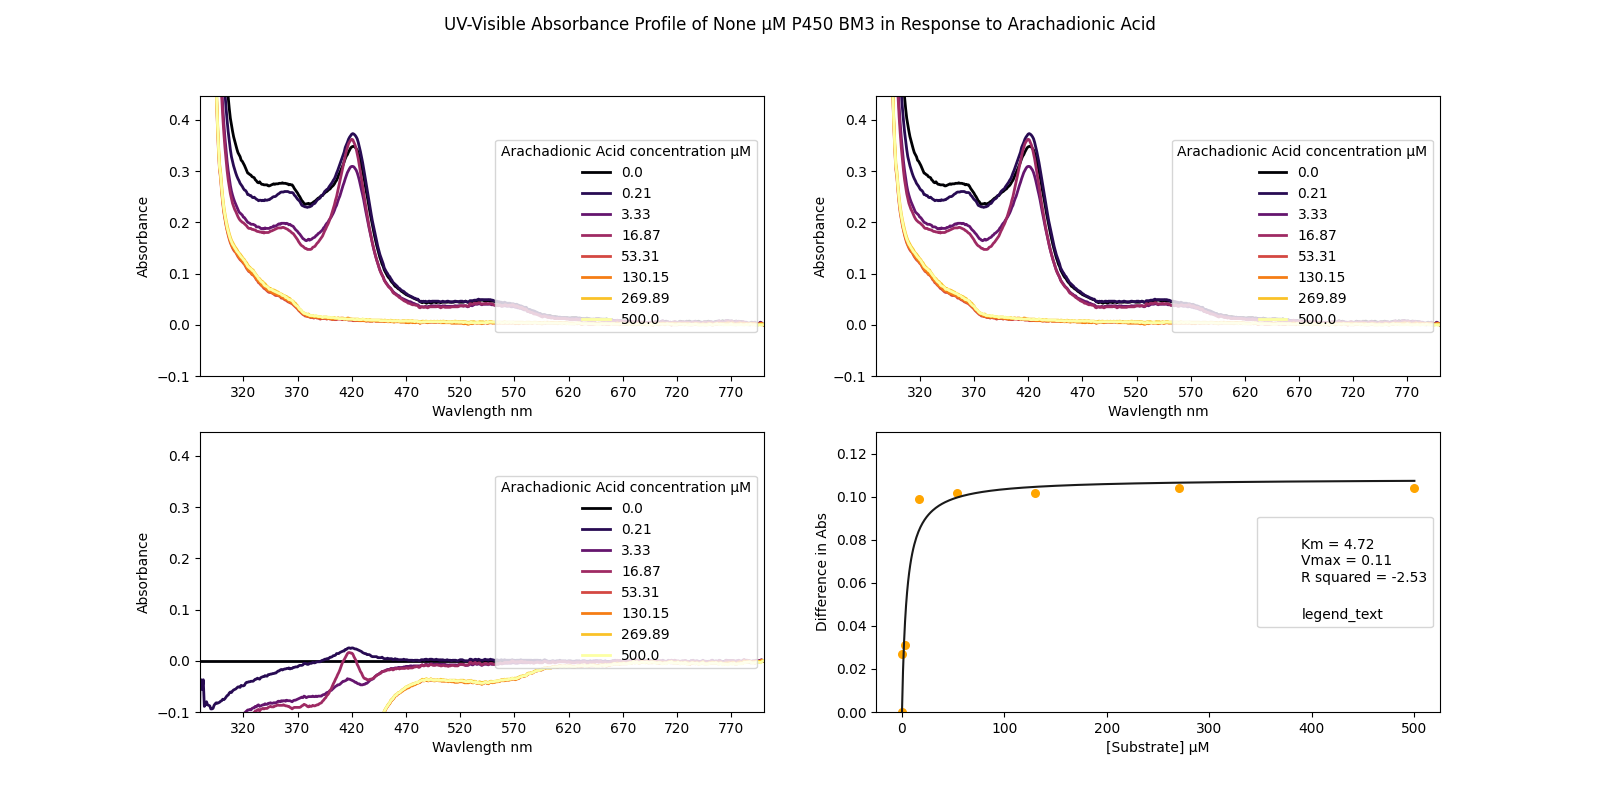 UV-Visible Absorbance Profile of None μM P450 BM3 in Response to Arachadionic Acid
Absorbance
0.4
0.3
0.2
0.1
0.0
−0.1
320 370 420 470 520 570 620 670 720 770
Wavlength nm
Arachadionic Acid concentration μM
0.0
0.21
3.33
16.87
53.31
130.15
269.89
500.0
Absorbance
0.4
0.3
0.2
0.1
0.0
−0.1
320 370 420 470 520 570 620 670 720 770
Wavlength nm
Arachadionic Acid concentration μM
0.0
0.21
3.33
16.87
53.31
130.15
269.89
500.0
Absorbance
0.4
0.3
0.2
0.1
0.0
−0.1
320 370 420 470 520 570 620 670 720 770
Wavlength nm
Arachadionic Acid concentration μM
0.0
0.21
3.33
16.87
53.31
130.15
269.89
500.0
Difference in Abs
0.12
0.10
0.08
0.06
0.04
0.02
0.00
0 100 200 300 400 500
[Substrate] μM
Km = 4.72
Vmax = 0.11
R squared = -2.53
legend_text